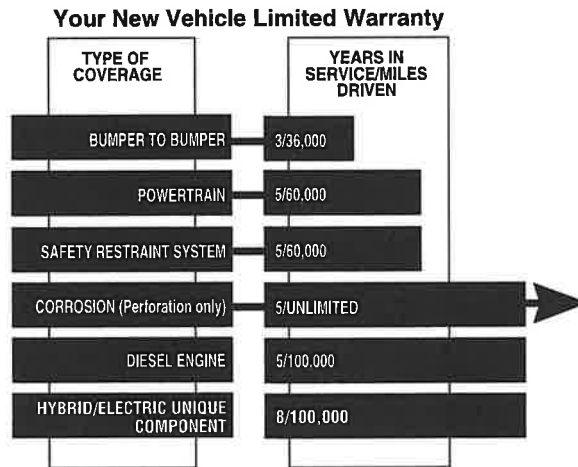 Your New Vehicle Limited Warranty
TYPE OF
COVERAGE
YEARS IN
SERVICE/MILES
DRIVEN
BUMPER TO BUMPER
3/36,000
POWERTRAIN
5/60,000
SAFETY RESTRAINT SYSTEM
5/60,000
CORROSION (Perforation only)
5/UNLIMITED
DIESEL ENGINE
5/100,000
HYBRID/ELECTRIC UNIQUE
COMPONENT
8/100,000